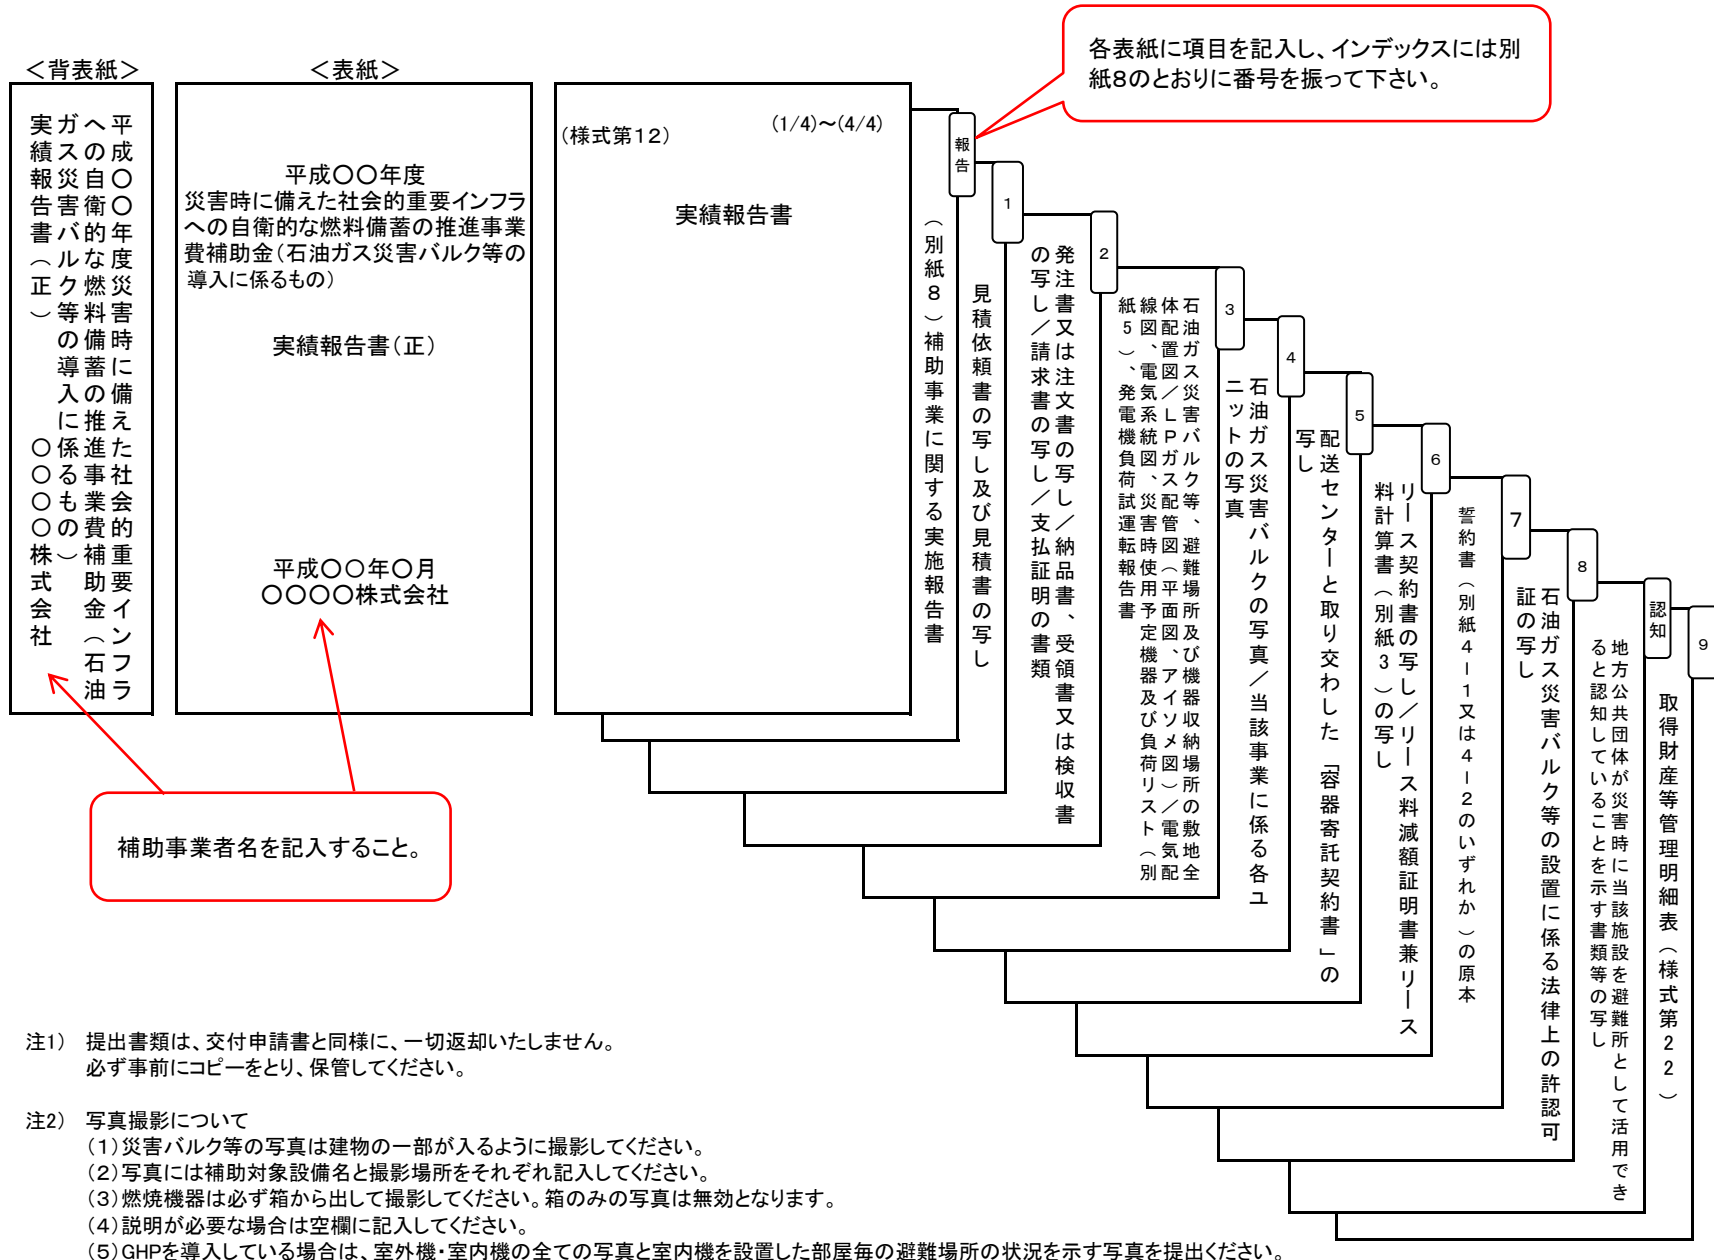 各表紙に項目を記入し、インデックスには別
紙8のとおりに番号を振って下さい。
＜背表紙＞
＜表紙＞
平成〇〇年度災害時に備えた社会的重要インフラ
への自衛的な燃料備蓄の推進事業費補助金（石油
ガス災害バルク等の導入に係るもの）
実績報告書（正）　〇〇〇〇株式会社
平成〇〇年度
災害時に備えた社会的重要インフラ
への自衛的な燃料備蓄の推進事業
費補助金（石油ガス災害バルク等の
導入に係るもの）
実績報告書（正）
平成〇〇年〇月
〇〇〇〇株式会社
補助事業者名を記入すること。
（様式第１２）
(1/4)～(4/4)
実績報告書
報告
（別紙８）補助事業に関する実施報告書
1
見積依頼書の写し及び見積書の写し
2
発注書又は注文書の写し／納品書、受領書又は検収書
の写し／請求書の写し／支払証明の書類
3
石油ガス災害バルク等、避難場所及び機器収納場所の敷地全
体配置図／ＬＰガス配管図（平面図、アイソメ図）／電気配
線図、電気系統図、災害時使用予定機器及び負荷リスト（別
紙５）、発電機負荷試運転報告書
4
石油ガス災害バルクの写真／当該事業に係る各ユ
ニットの写真
5
配送センターと取り交わした「容器寄託契約書」の
写し
6
リース契約書の写し／リース料減額証明書兼リース
料計算書（別紙３）の写し
7
誓約書（別紙４ー１又は４ー２のいずれか）の原本
8
石油ガス災害バルク等の設置に係る法律上の許認可
証の写し
認知
地方公共団体が災害時に当該施設を避難所として活用でき
ると認知していることを示す書類等の写し
9
取得財産等管理明細表（様式第２２）
注1）　提出書類は、交付申請書と同様に、一切返却いたしません。
必ず事前にコピーをとり、保管してください。
注2）　写真撮影について
（1）災害バルク等の写真は建物の一部が入るように撮影してください。
（2）写真には補助対象設備名と撮影場所をそれぞれ記入してください。
（3）燃焼機器は必ず箱から出して撮影してください。箱のみの写真は無効となります。
（4）説明が必要な場合は空欄に記入してください。
（5）GHPを導入している場合は、室外機・室内機の全ての写真と室内機を設置した部屋毎の避難場所の状況を示す写真を提出ください。